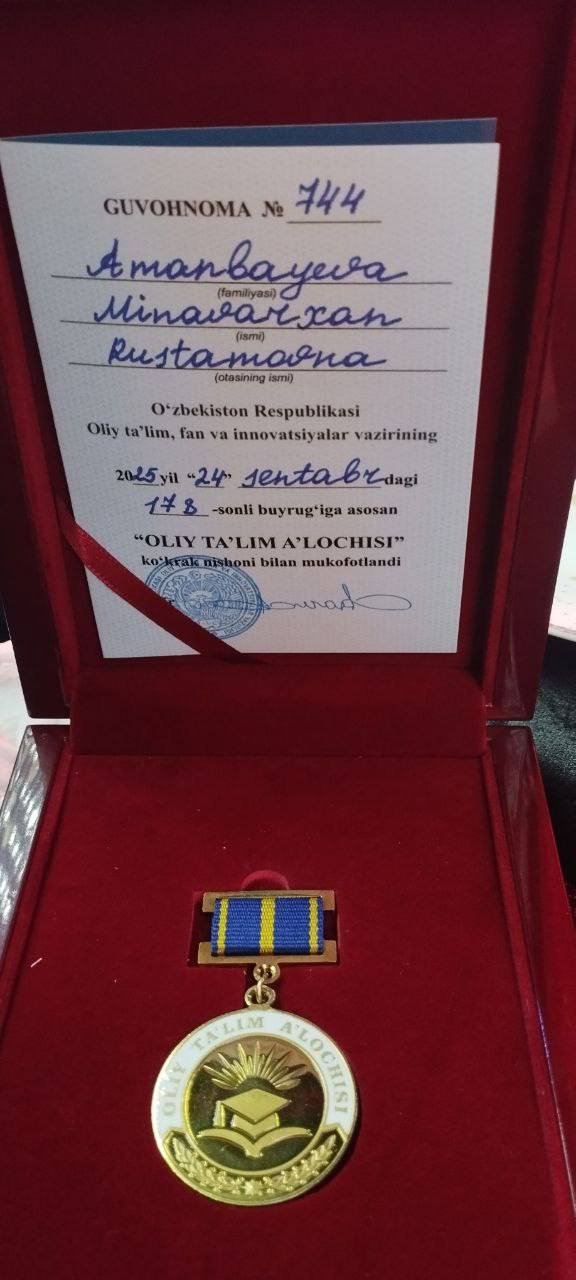 GUVOHNOMA № 744
Amanbayeva
(familiyasi)
Minavarxan
(ismi)
Rustamovna
(otasining ismi)
O‘zbekiston Respublikasi
Oliy ta’lim, fan va innovatsiyalar vazirining
2025 yil “24” sentabr dagi
178 -sonli buyrug‘iga asosan
“OLIY TA’LIM A’LOCHISI”
ko‘krak nishoni bilan mukofotlandi
OLIY TA'LIM A'LOCHISI